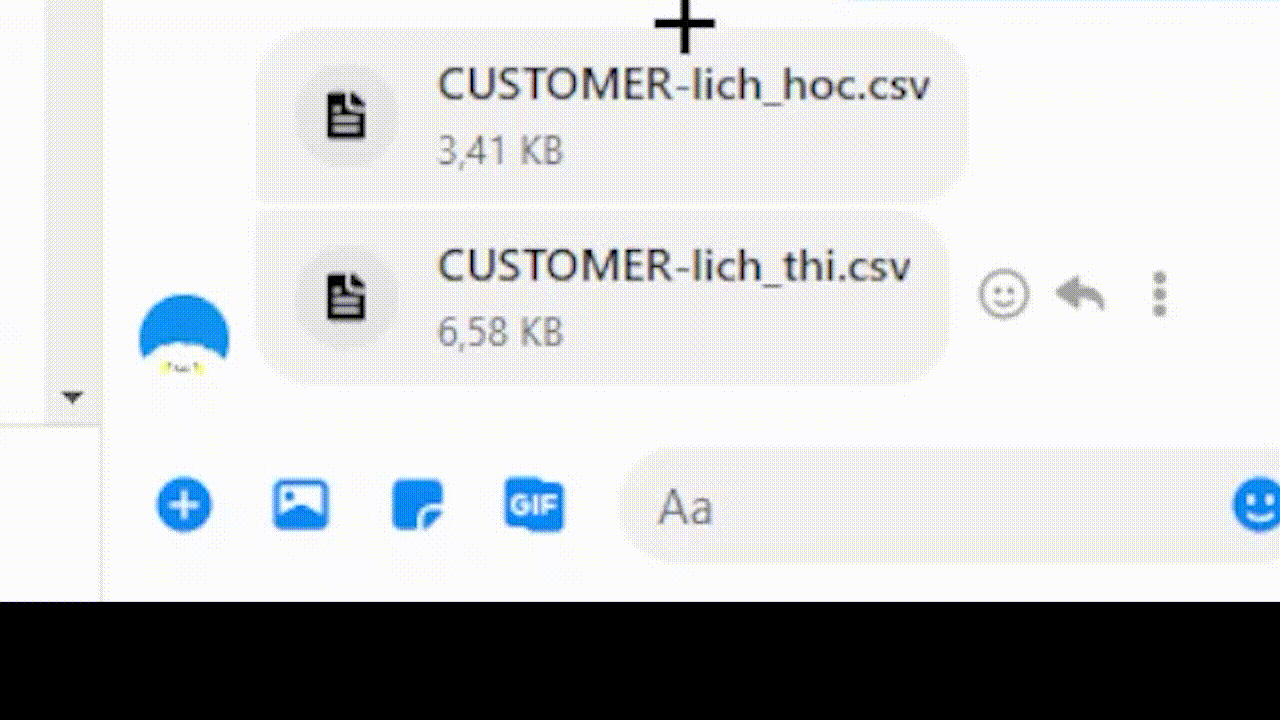 CUSTOMER-lich_hoc.csv
3,41 KB
CUSTOMER-lich_thi.csv
6,58 KB
GIF
Aa